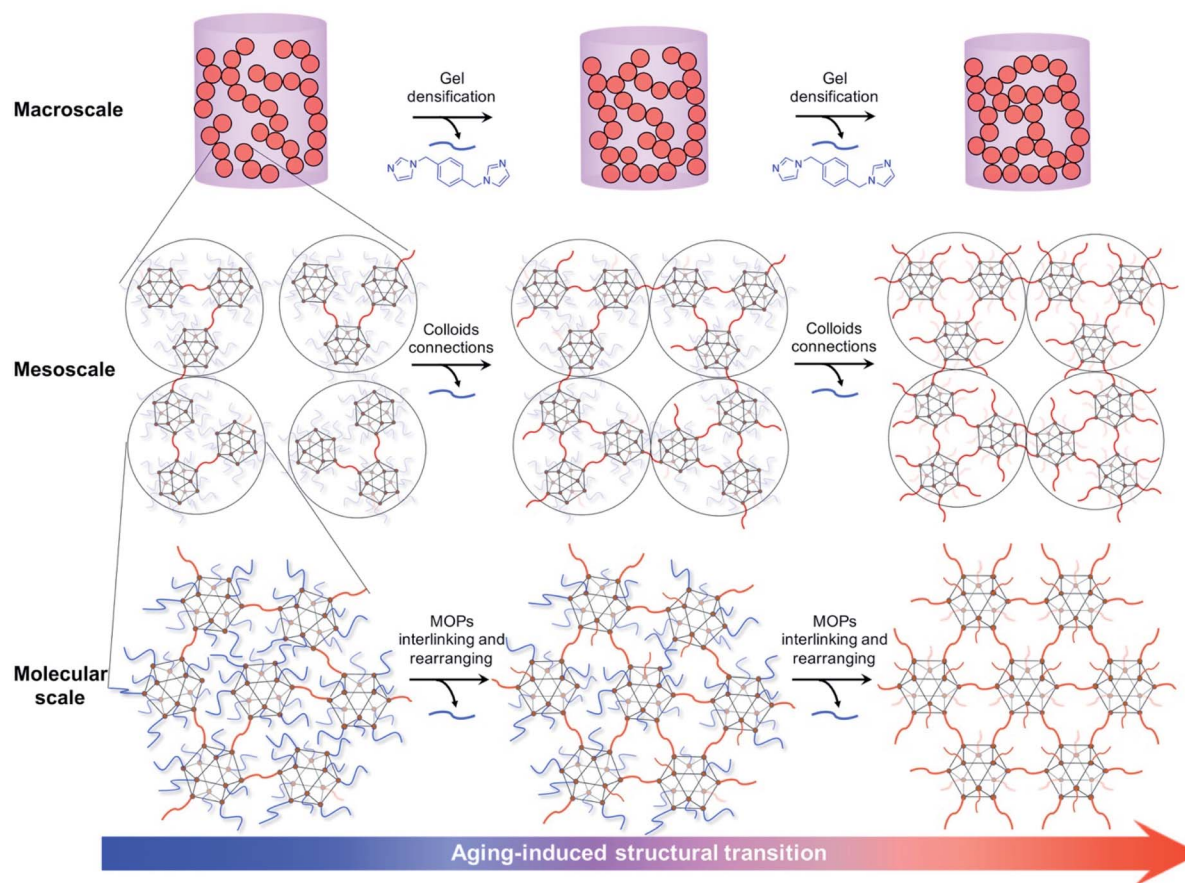 Macroscale
Gel
densification
N
N
N
N
Gel
densification
N
N
N
N
Mesoscale
Colloids
connections
Colloids
connections
Molecular
scale
MOPs
interlinking and
rearranging
MOPs
interlinking and
rearranging
Aging-induced structural transition